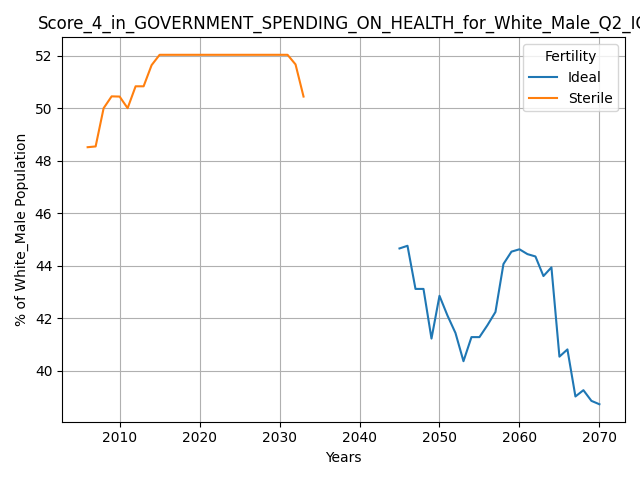 Score_4_in_GOVERNMENT_SPENDING_ON_HEALTH_for_White_Male_Q2_IC
Fertility
Ideal
Sterile
% of White_Male Population
52
50
48
46
44
42
40
2010 2020 2030 2040 2050 2060 2070
Years